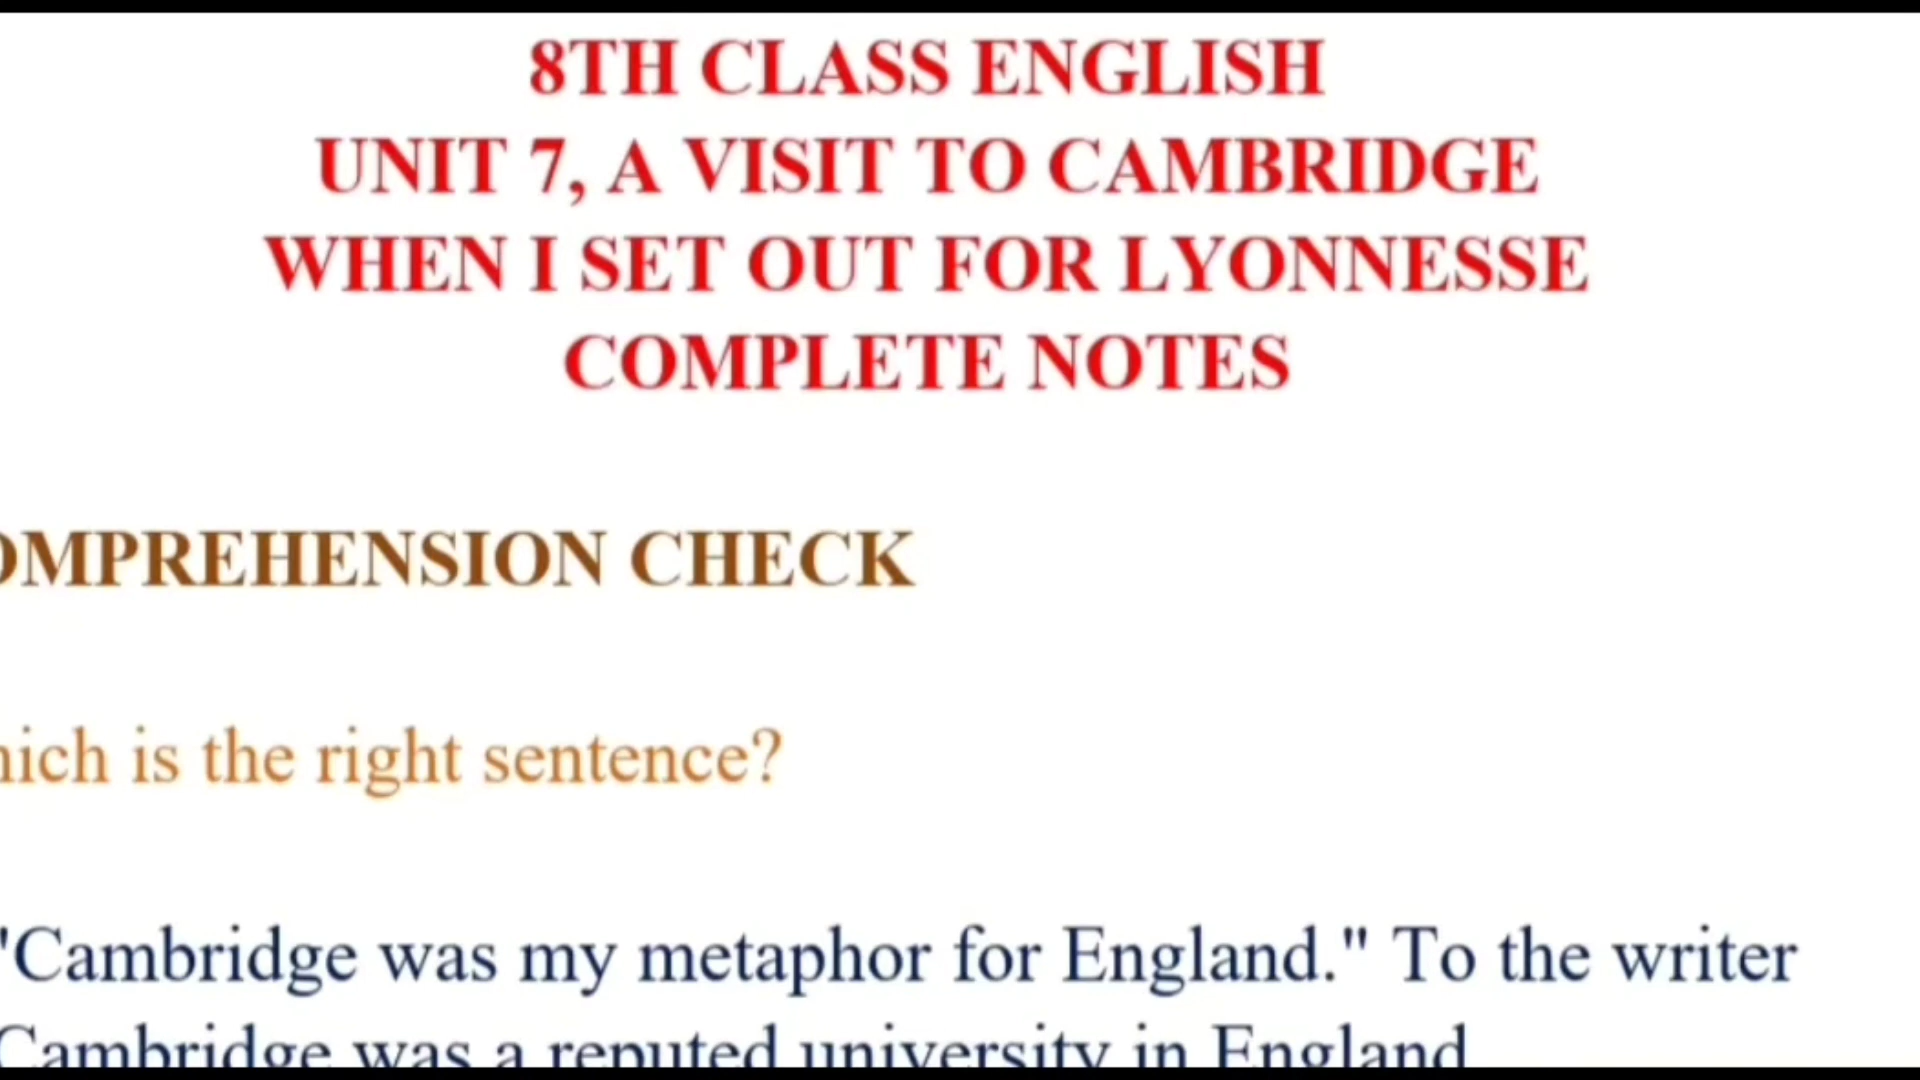 8TH CLASS ENGLISH
UNIT 7, A VISIT TO CAMBRIDGE
WHEN I SET OUT FOR LYONNESSE
COMPLETE NOTES
OMPREHENSION CHECK
hich is the right sentence?
"Cambridge was my metaphor for England." To the writer
Cambridge was a reputed university in England